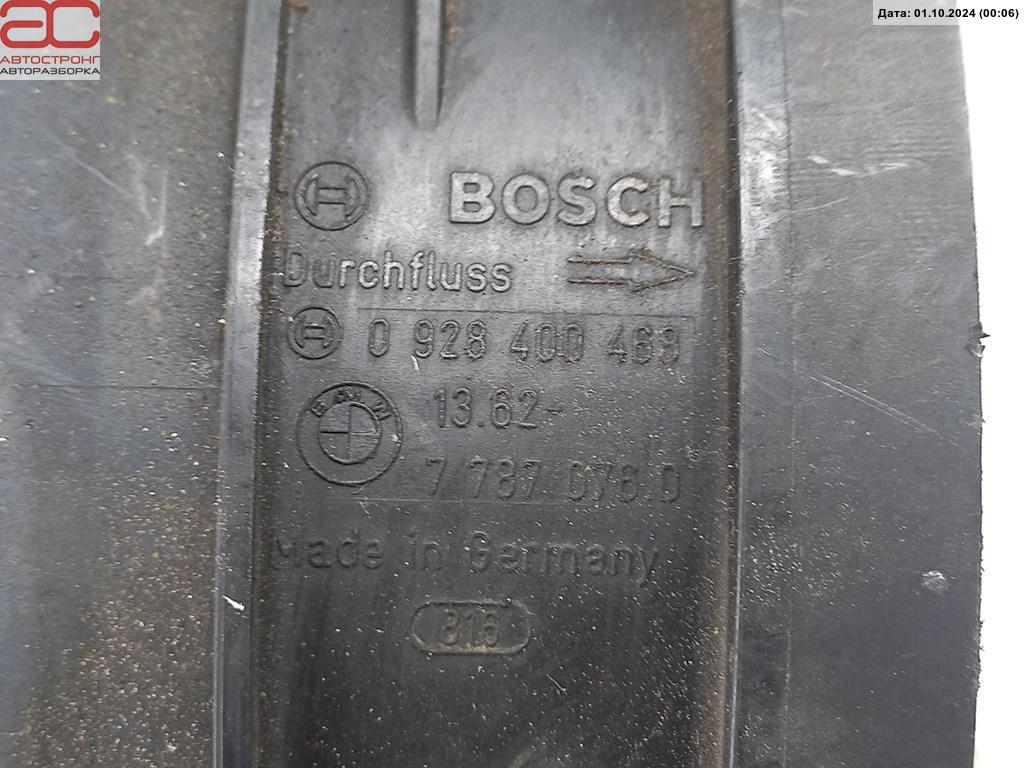 АС
АВТОСТРОНГ
АВТОРАЗБОРКА
Дата: 01.10.2024 (00:06)
BOSCH
Durchfluss
0 928 400 468
BMW
13.62-
7 787 076.0
Made in Germany
816